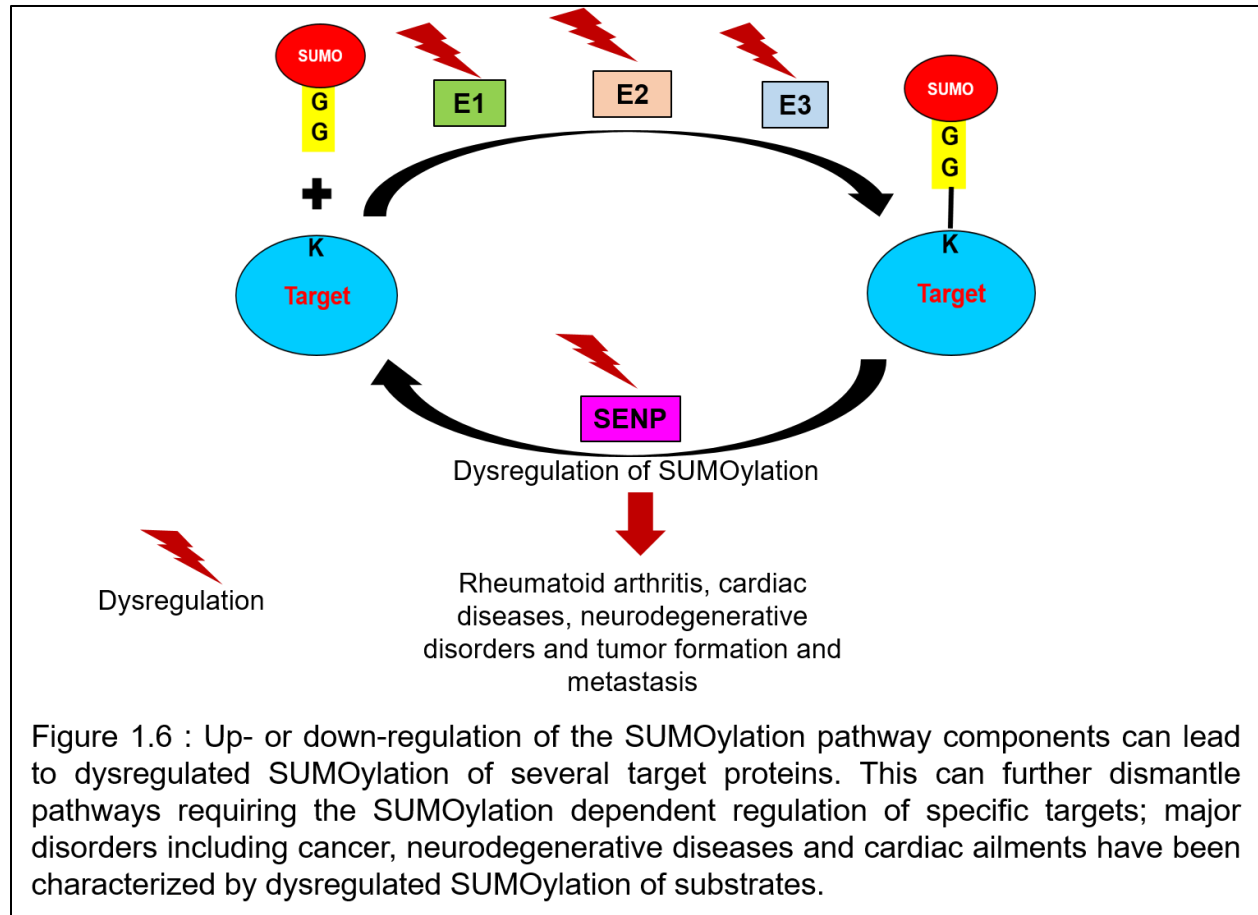 SUMO
G
G
K
Target
E1
E2
E3
SUMO
G
G
K
Target
SENP
Dysregulation of SUMOylation
Dysregulation
Rheumatoid arthritis, cardiac
diseases, neurodegenerative
disorders and tumor formation and
metastasis
Figure 1.6 : Up- or down-regulation of the SUMOylation pathway components can lead
to dysregulated SUMOylation of several target proteins. This can further dismantle
pathways requiring the SUMOylation dependent regulation of specific targets; major
disorders including cancer, neurodegenerative diseases and cardiac ailments have been
characterized by dysregulated SUMOylation of substrates.